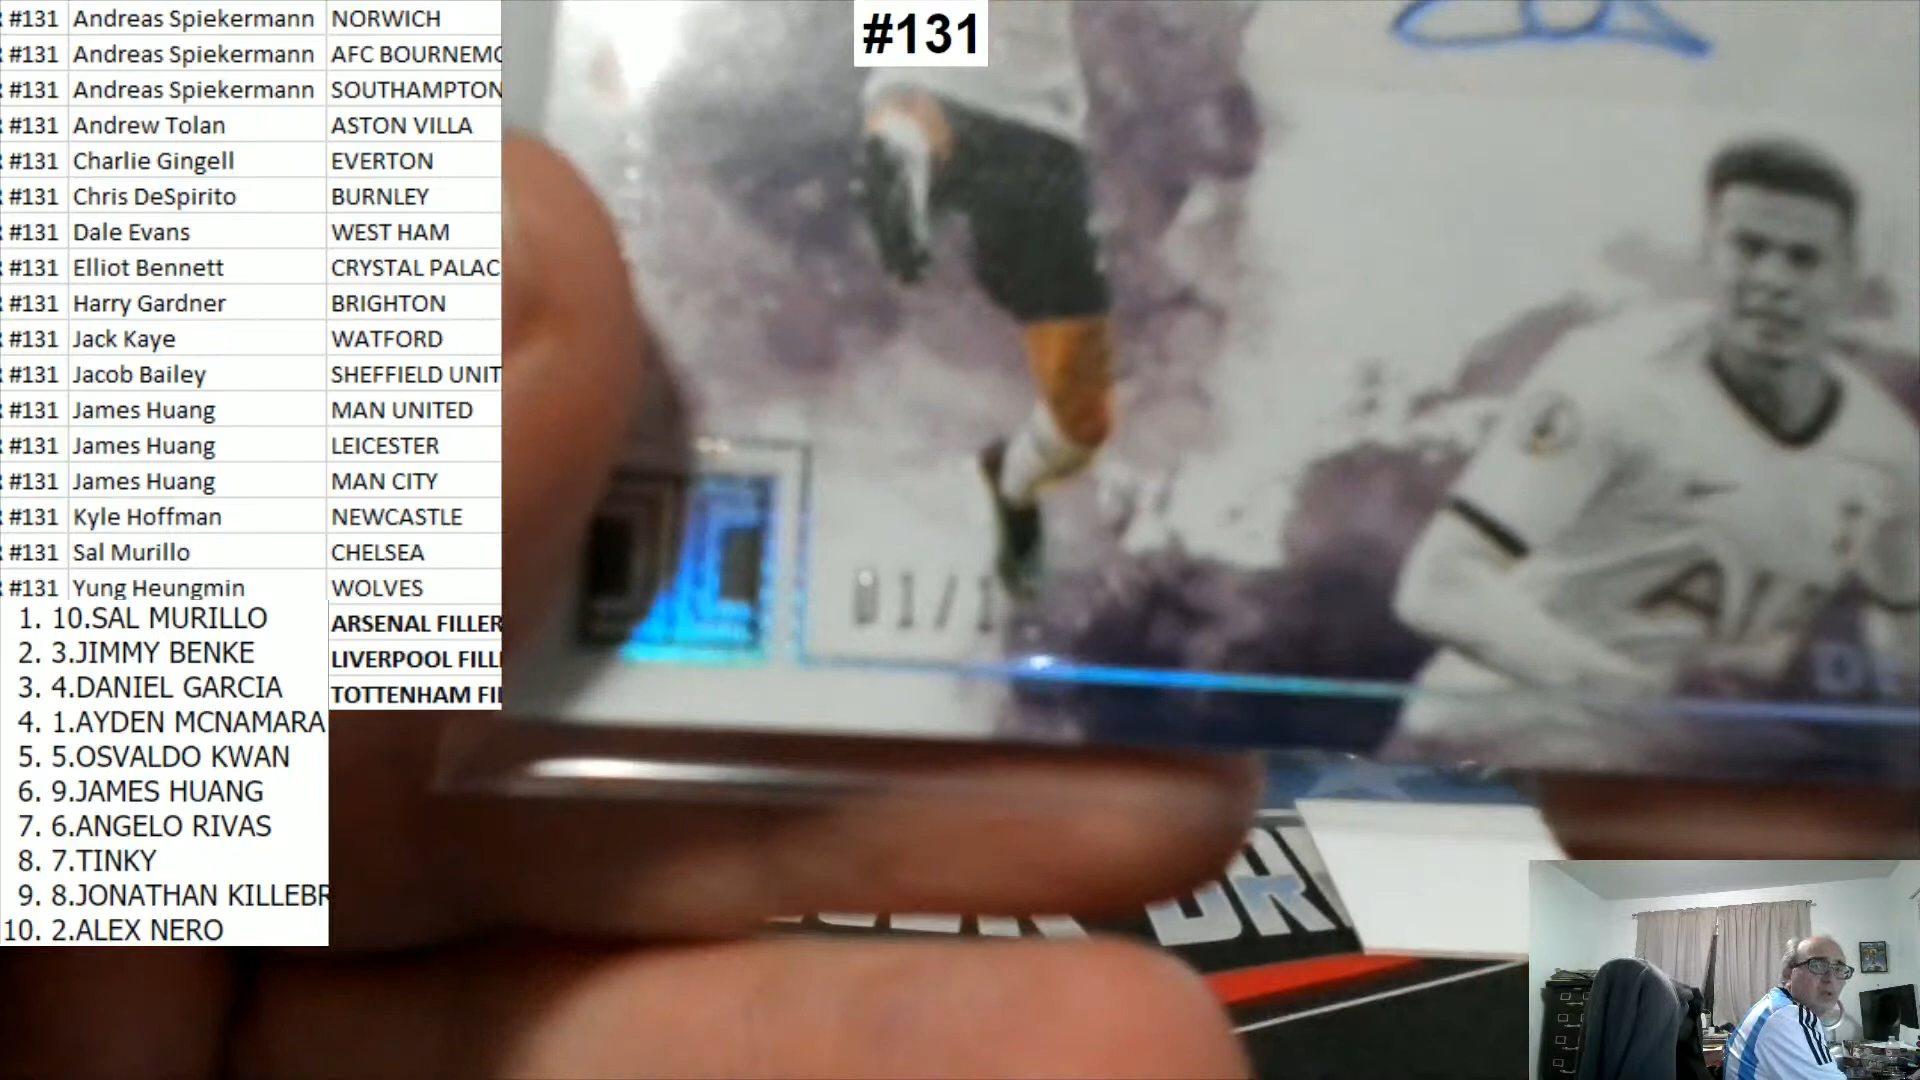 #131 Andreas Spiekermann NORWICH
#131 Andreas Spiekermann AFC BOURNEMO
#131 Andreas Spiekermann SOUTHAMPTON
#131 Andrew Tolan ASTON VILLA
#131 Charlie Gingell EVERTON
#131 Chris DeSpirito BURNLEY
#131 Dale Evans WEST HAM
#131 Elliot Bennett CRYSTAL PALAC
#131 Harry Gardner BRIGHTON
#131 Jack Kaye WATFORD
#131 Jacob Bailey SHEFFIELD UNIT
#131 James Huang MAN UNITED
#131 James Huang LEICESTER
#131 James Huang MAN CITY
#131 Kyle Hoffman NEWCASTLE
#131 Sal Murillo CHELSEA
#131 Yung Heungmin WOLVES
ARSENAL FILLER
LIVERPOOL FILL
TOTTENHAM FI
1. 10.SAL MURILLO
2. 3.JIMMY BENKE
3. 4.DANIEL GARCIA
4. 1.AYDEN MCNAMARA
5. 5.OSVALDO KWAN
6. 9.JAMES HUANG
7. 6.ANGELO RIVAS
8. 7.TINKY
9. 8.JONATHAN KILLEBR
10. 2.ALEX NERO
#131
01/1
DE